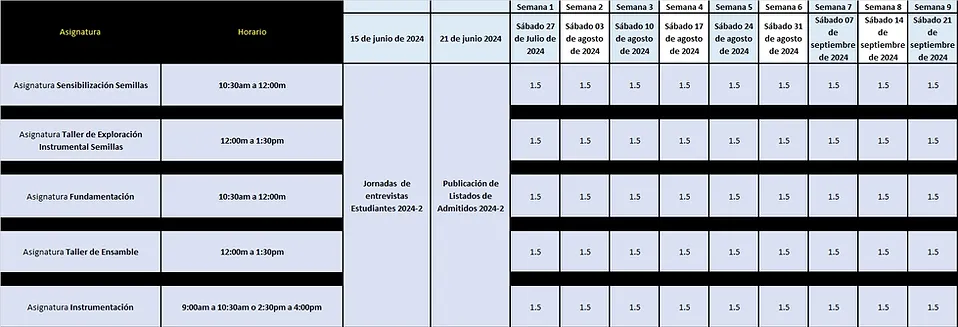 Semana 1 Semana 2 Semana 3 Semana 4 Semana 5 Semana 6 Semana 7 Semana 8 Semana 9
Asignatura Horario 15 de junio de 2024 21 de junio 2024
Sábado 27
de Julio de
2024
Sábado 03
de agosto
de 2024
Sábado 10
de agosto
de 2024
Sábado 17
de agosto
de 2024
Sábado 24
de agosto
de 2024
Sábado 31
de agosto
de 2024
Sábado 07
de
septiembre
de 2024
Sábado 14
de
septiembre
de 2024
Sábado 21
de
septiembre
de 2024
Asignatura Sensibilización Semillas 10:30am a 12:00m 1.5 1.5 1.5 1.5 1.5 1.5 1.5 1.5 1.5
Asignatura Taller de Exploración
Instrumental Semillas
12:00m a 1:30pm 1.5 1.5 1.5 1.5 1.5 1.5 1.5 1.5 1.5
Jornadas de
entrevistas
Estudiantes 2024-2
Publicación de
Listados de
Admitidos 2024-2
Asignatura Fundamentación 10:30am a 12:00m 1.5 1.5 1.5 1.5 1.5 1.5 1.5 1.5 1.5
Asignatura Taller de Ensamble 12:00m a 1:30pm 1.5 1.5 1.5 1.5 1.5 1.5 1.5 1.5 1.5
Asignatura Instrumentación 9:00am a 10:30am o 2:30pm a 4:00pm 1.5 1.5 1.5 1.5 1.5 1.5 1.5 1.5 1.5